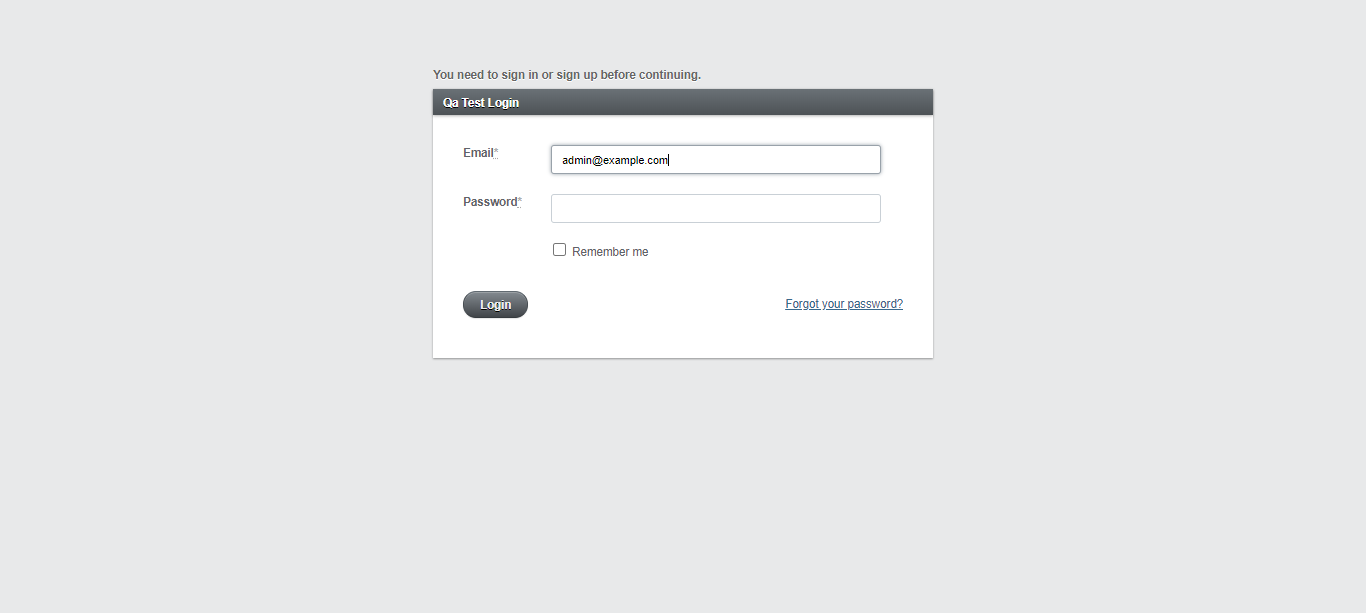 You need to sign in or sign up before continuing.
Qa Test Login
Email*
admin@example.com
Password*
Remember me
Login
Forgot your password?